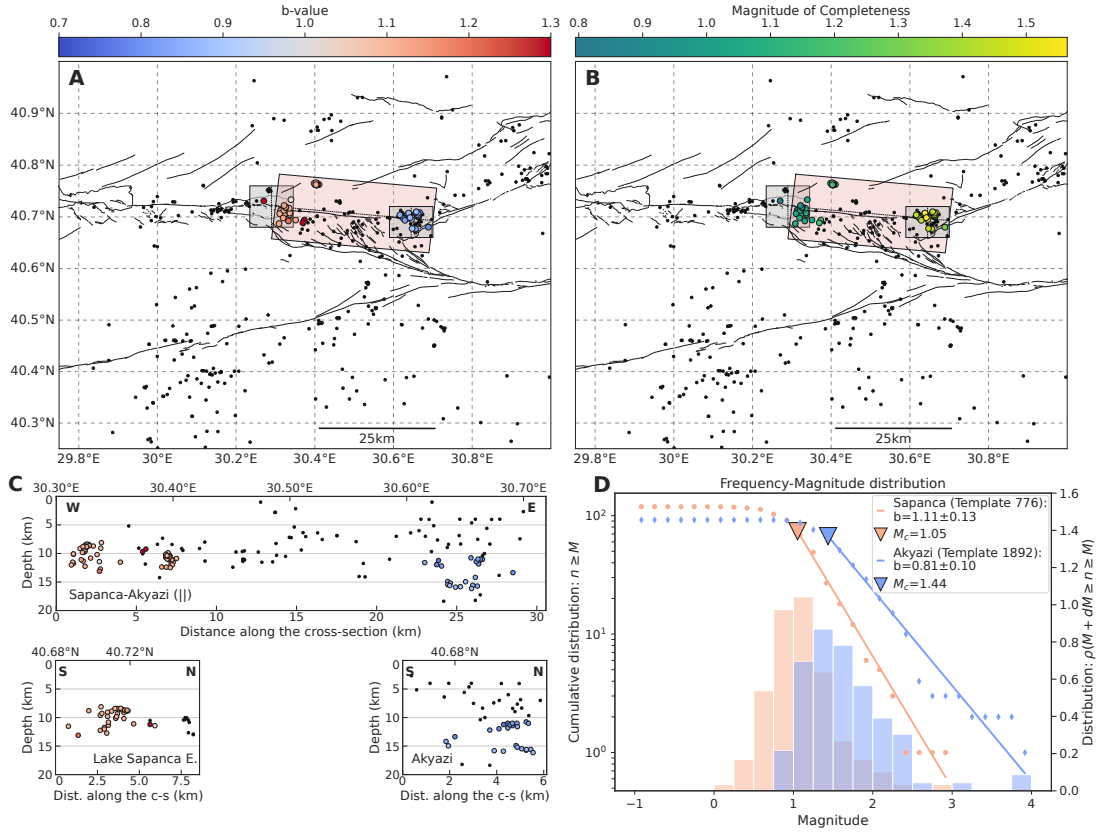 b-value
0.7 0.8 0.9 1.0 1.1 1.2 1.3
Magnitude of Completeness
0.8 0.9 1.0 1.1 1.2 1.3 1.4 1.5
A
B
40.9°N
40.8°N
40.7°N
40.6°N
40.5°N
40.4°N
40.3°N
25km
25km
29.8°E 30.0°E 30.2°E 30.4°E 30.6°E 30.8°E
29.8°E 30.0°E 30.2°E 30.4°E 30.6°E 30.8°E
C
30.30°E 30.40°E 30.50°E 30.60°E 30.70°E
W
E
Depth (km)
0
5
10
15
20
Sapanca-Akyazi (||)
0 5 10 15 20 25 30
Distance along the cross-section (km)
40.68°N 40.72°N
S
N
Depth (km)
0
5
10
15
20
Lake Sapanca E.
0 2.5 5.0 7.5
Dist. along the c-s (km)
40.68°N
S
N
Depth (km)
0
5
10
15
20
Akyazi
0 2 4 6
Dist. along the c-s (km)
D
Frequency-Magnitude distribution
Sapanca (Template 776):
b=1.11±0.13
Mc=1.05
Akyazi (Template 1892):
b=0.81±0.10
Mc=1.44
Cumulative distribution: n ≥ M
10²
10¹
10⁰
Distribution: ρ(M + dM ≥ n ≥ M)
1.6
1.4
1.2
1.0
0.8
0.6
0.4
0.2
0.0
−1 0 1 2 3 4
Magnitude